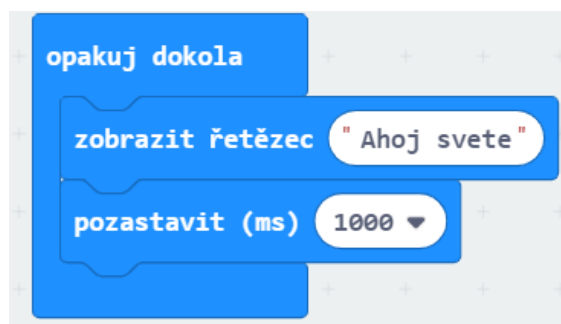 opakuj dokola
zobrazit řetězec "Ahoj svete"
pozastavit (ms) 1000